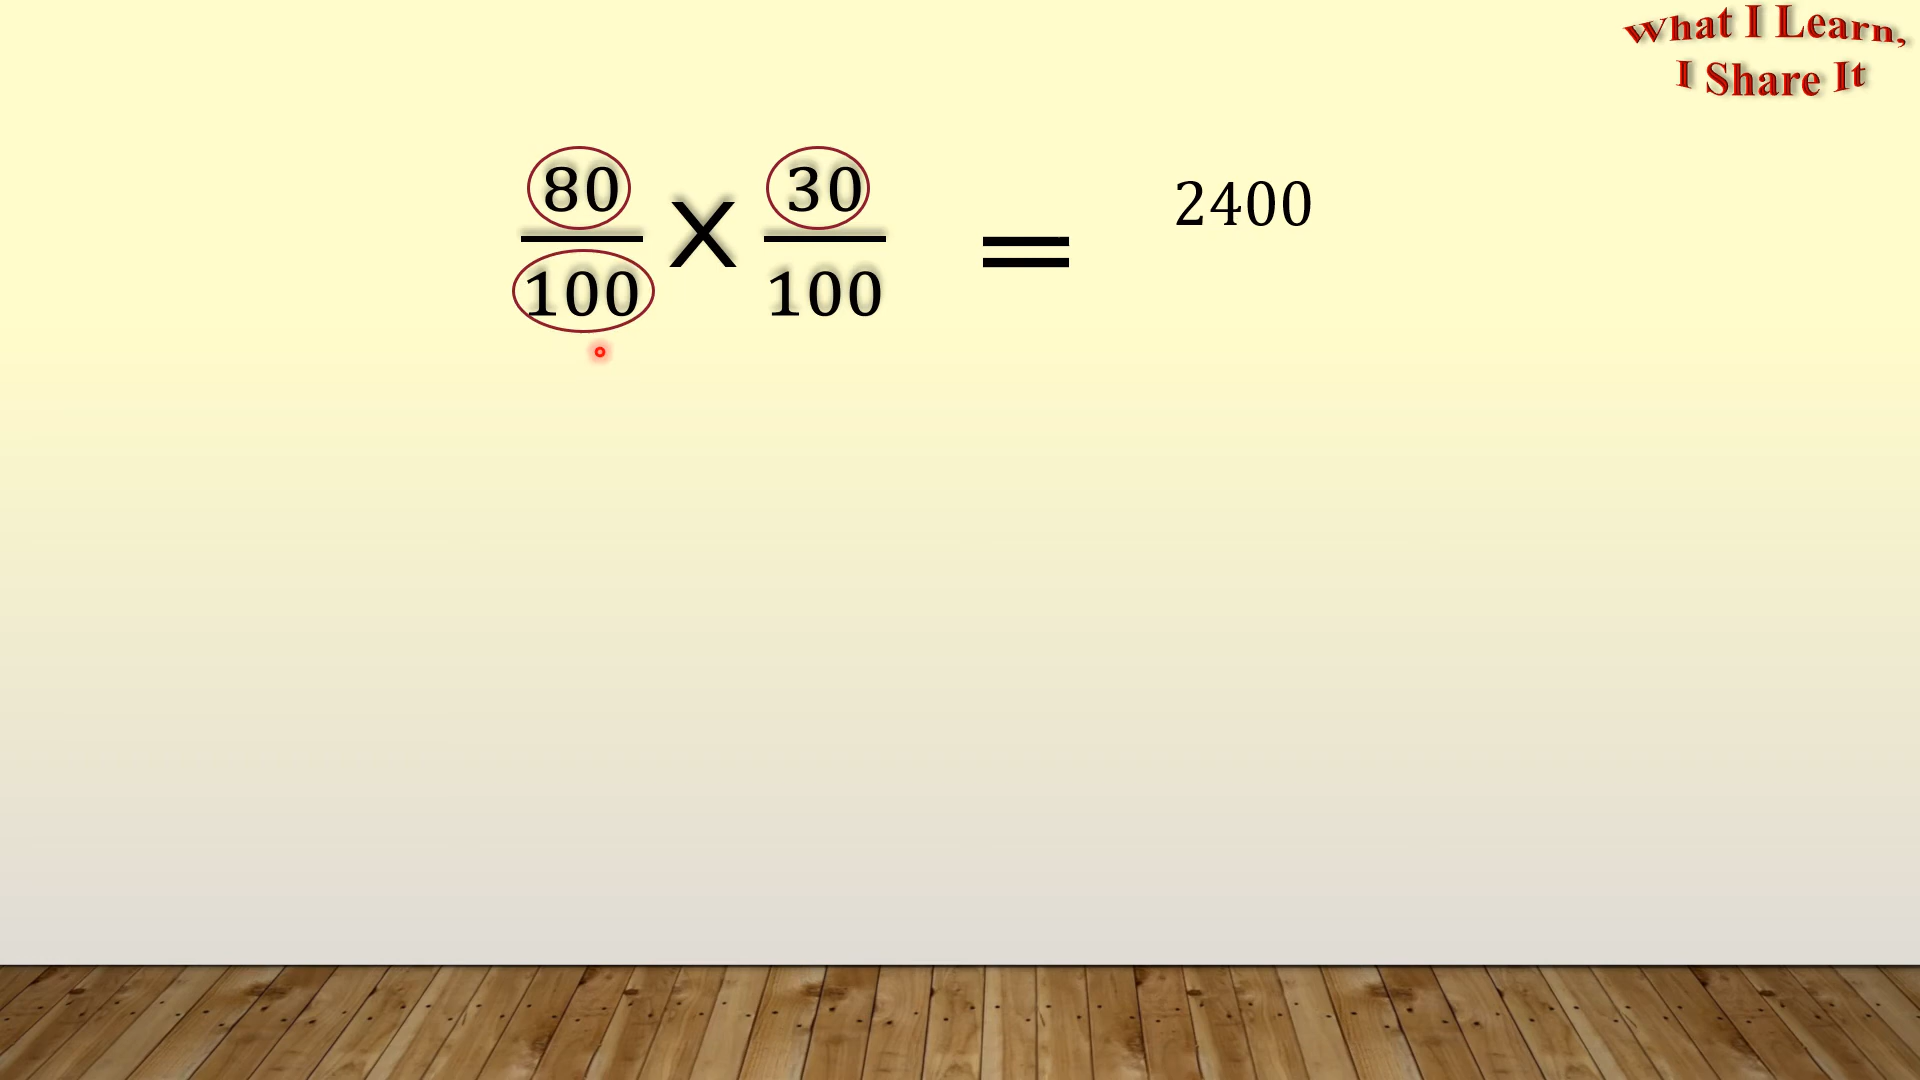 What I Learn,
I Share It
80/100 X 30/100 = 2400